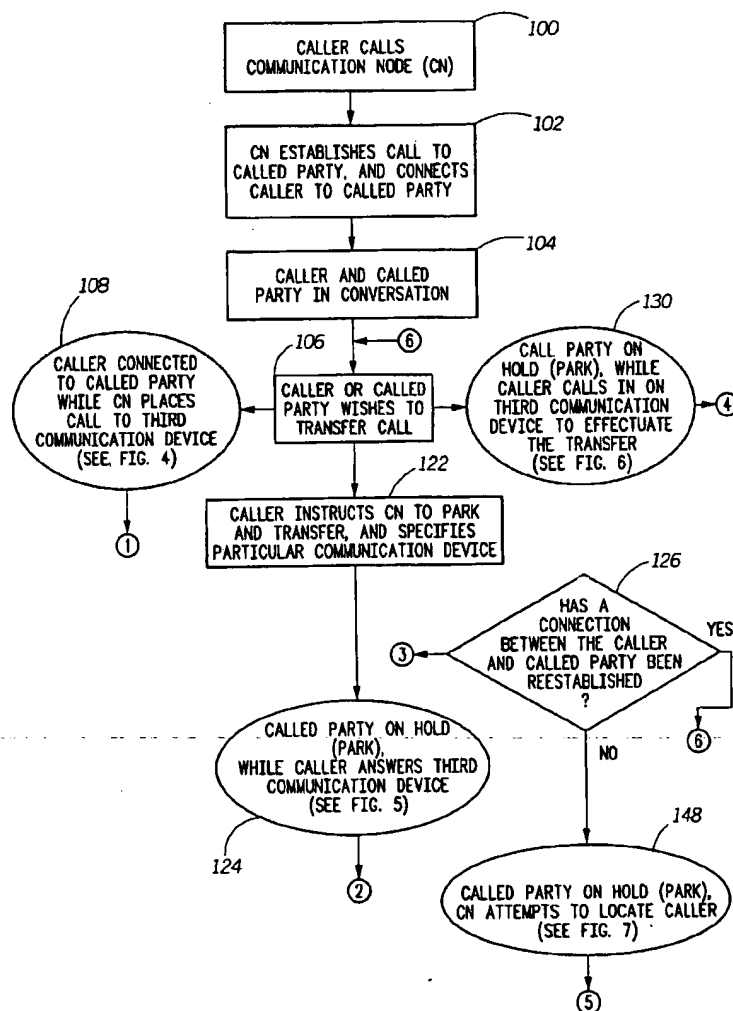 100
CALLER CALLS
COMMUNICATION NODE (CN)
102
CN ESTABLISHES CALL TO
CALLED PARTY, AND CONNECTS
CALLER TO CALLED PARTY
104
CALLER AND CALLED
PARTY IN CONVERSATION
108
CALLER CONNECTED
TO CALLED PARTY
WHILE CN PLACES
CALL TO THIRD
COMMUNICATION DEVICE
(SEE, FIG. 4)
1
6
106
CALLER OR CALLED
PARTY WISHES TO
TRANSFER CALL
130
CALL PARTY ON
HOLD (PARK), WHILE
CALLER CALLS IN ON
THIRD COMMUNICATION
DEVICE TO EFFECTUATE
THE TRANSFER
(SEE FIG. 6)
4
122
CALLER INSTRUCTS CN TO PARK
AND TRANSFER, AND SPECIFIES
PARTICULAR COMMUNICATION DEVICE
126
HAS A
CONNECTION
BETWEEN THE CALLER
AND CALLED PARTY BEEN
REESTABLISHED
?
YES
3
6
NO
CALLED PARTY ON HOLD
(PARK),
WHILE CALLER ANSWERS THIRD
COMMUNICATION DEVICE
(SEE FIG. 5)
124
2
148
CALLED PARTY ON HOLD (PARK),
CN ATTEMPTS TO LOCATE CALLER
(SEE FIG. 7)
5